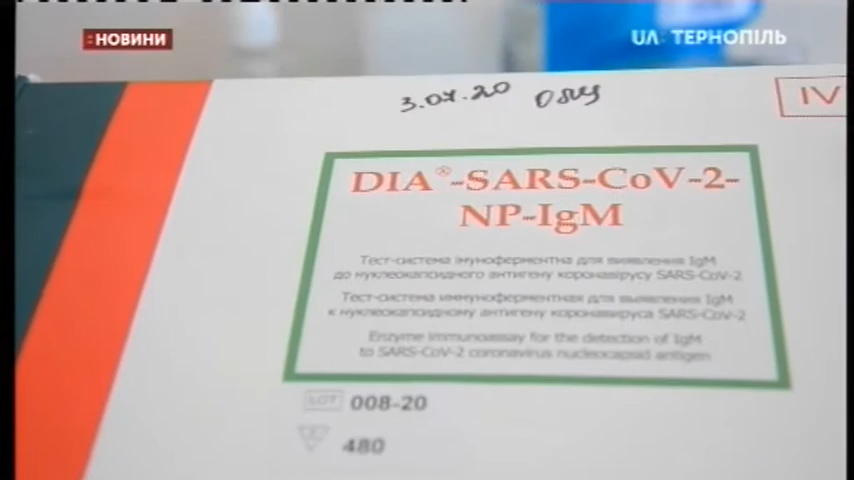 :НОВИНИ
UA: ТЕРНОПІЛЬ
3.07.20
IV
DIA®-SARS-CoV-2-
NP-IgM
Тест-система імуноферментна для виявлення IgM
до нуклеокапсидного антигену коронавірусу SARS-CoV-2
Тест-система иммуноферментная для выявления IgM
к нуклеокапсидному антигену коронавируса SARS-CoV-2
Enzyme immunoassay for the detection of IgM
to SARS-CoV-2 coronavirus nucleocapsid antigen
LOT 008-20
480